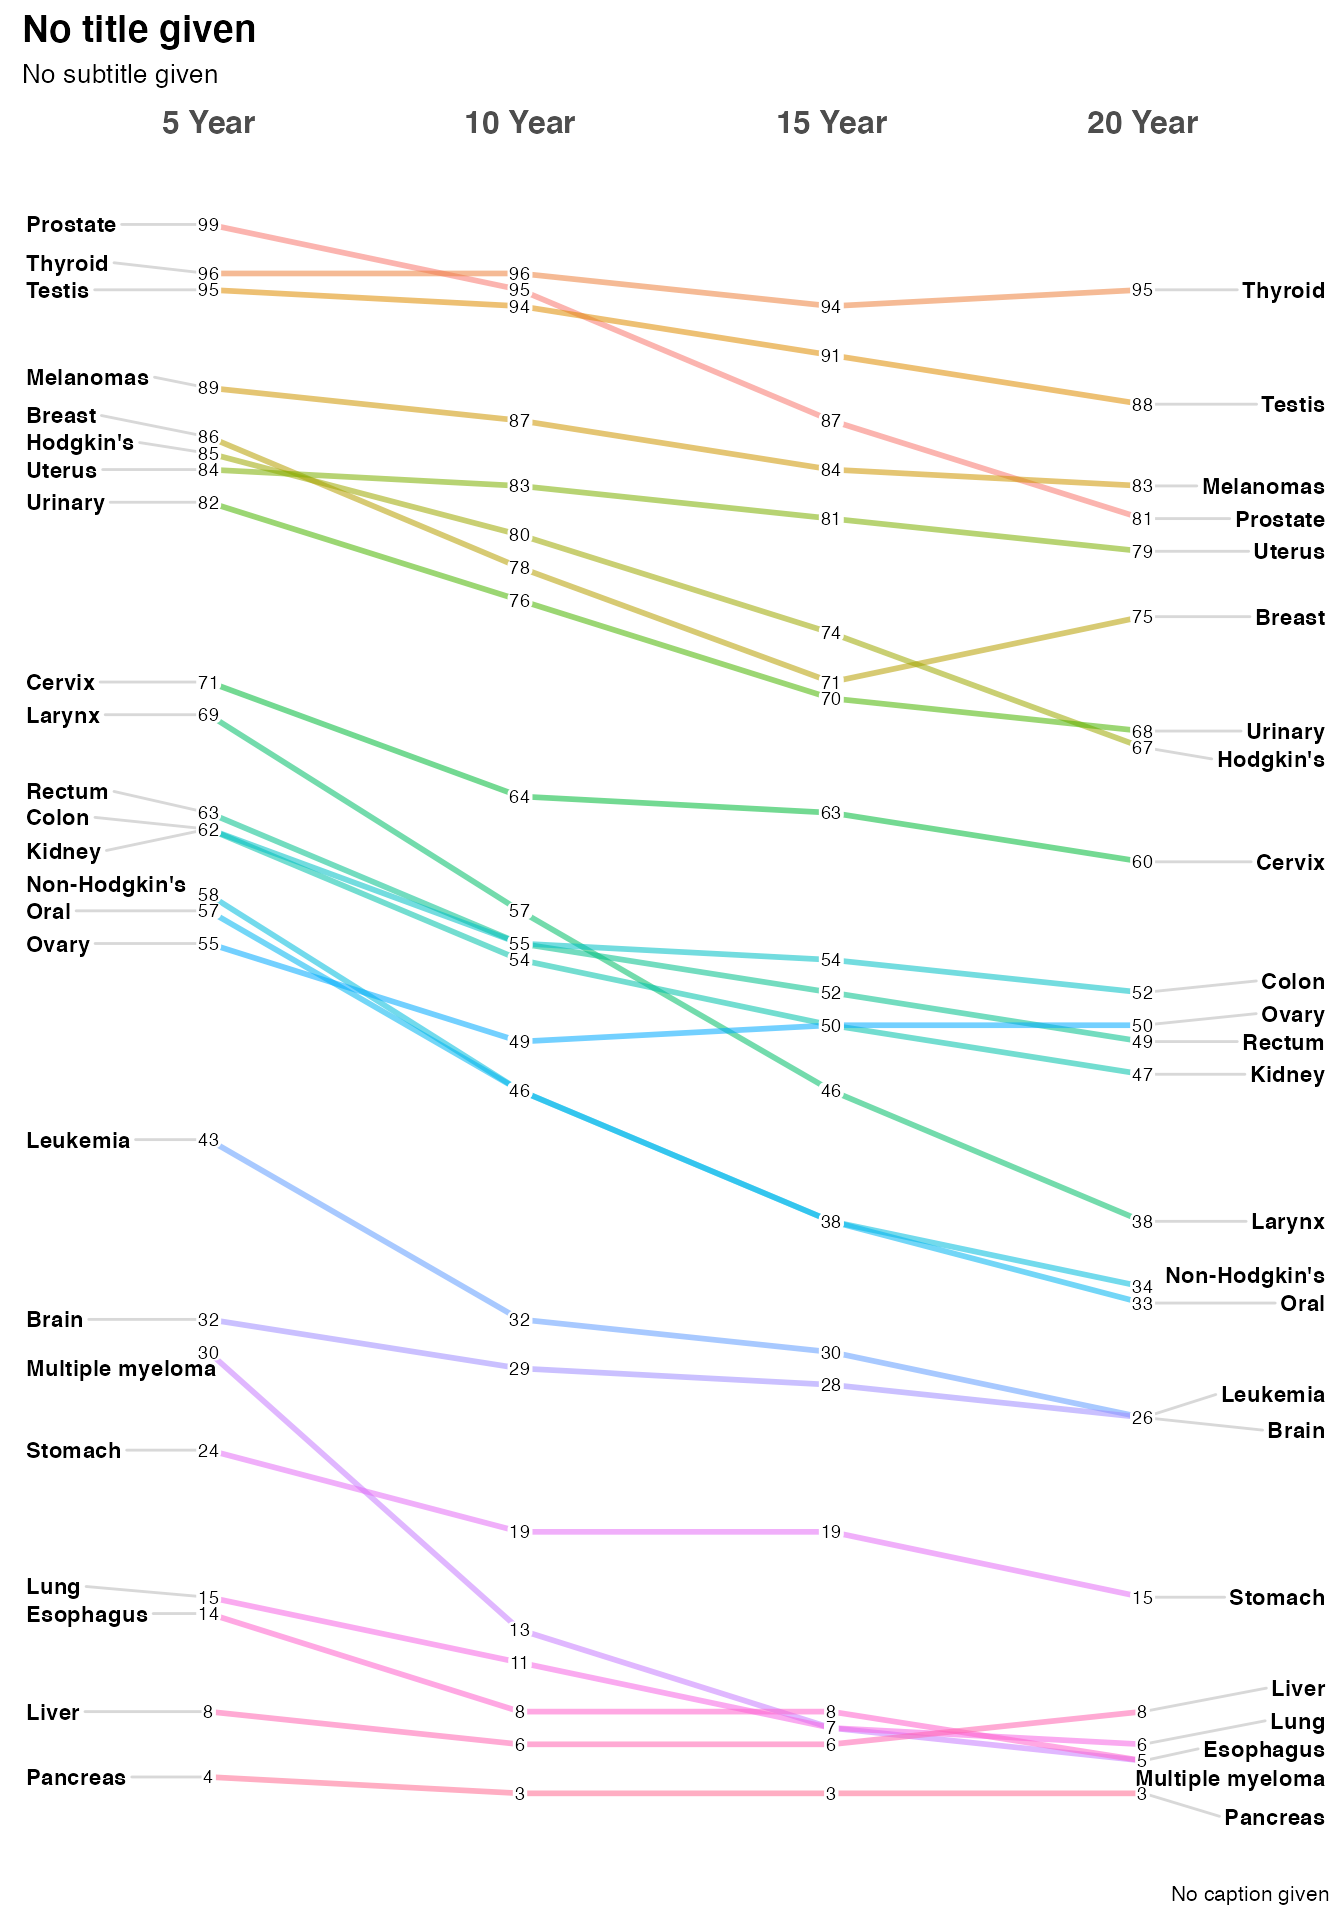 No title given
No subtitle given
5 Year 10 Year 15 Year 20 Year
Prostate 99
Thyroid 96 96
Testis 95 95 94 95 Thyroid
94
91
Melanomas 89 88 Testis
87 87
Breast 86
Hodgkin's 85
Uterus 84 83 84 83 Melanomas
Urinary 82 81 81 Prostate
80 79 Uterus
78
76 75 Breast
74
Cervix 71 71
70
Larynx 69 68 Urinary
67 Hodgkin's
Rectum 63 64 63
Colon 62
Kidney 60 Cervix
Non-Hodgkin's 58
Oral 57 57
Ovary 55 55
54 54
52 52 Colon
50 50 Ovary
49 49 Rectum
47 Kidney
46 46
Leukemia 43
38 38 Larynx
34 Non-Hodgkin's
33 Oral
Brain 32 32
Multiple myeloma 30 30
29 28
26 Leukemia
Brain
Stomach 24
19 19
Lung 15 15 Stomach
Esophagus 14
13
11
Liver 8 8 8 8 Liver
7
6 6 6 Lung
5 Esophagus
Multiple myeloma
Pancreas 4 3 3 3
Pancreas
No caption given